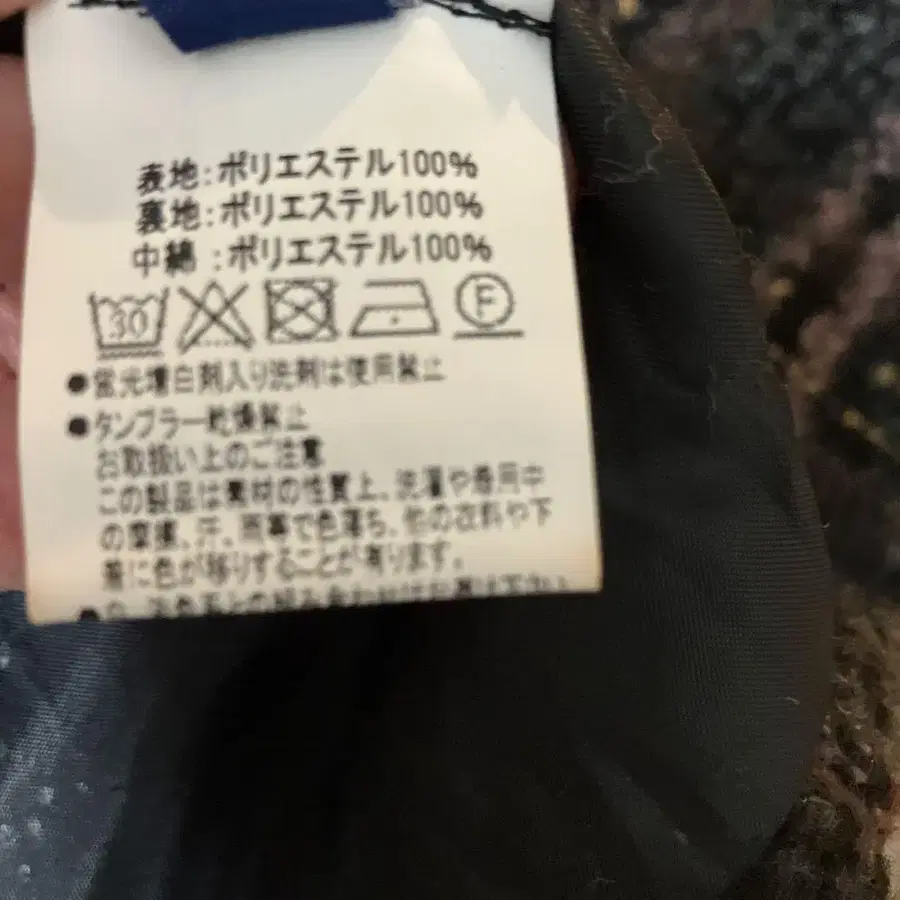 表地:ポリエステル100%
裏地:ポリエステル100%
中綿:ポリエステル100%
30 F
●蛍光増白剤入り洗剤は使用禁止
●タンブラー乾燥禁止
お取扱い上のご注意
この製品は素材の性質上、洗濯や着用中
の摩擦、汗、雨等で色落ち、他の衣料や下
着に色が移りすることが有ります。